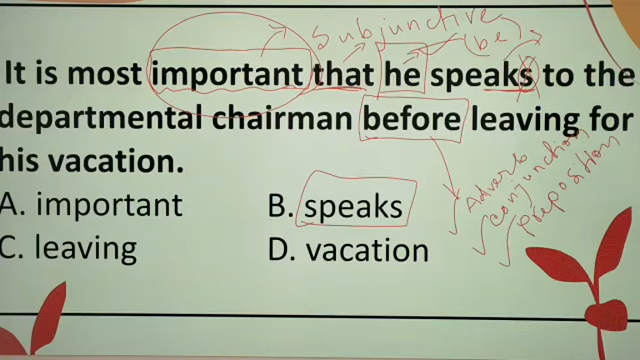 Subjunctive
(be)
It is most important that he speaks to the
departmental chairman before leaving for
his vacation.
A. important B. speaks
C. leaving D. vacation
Adverb
conjunction
preposition